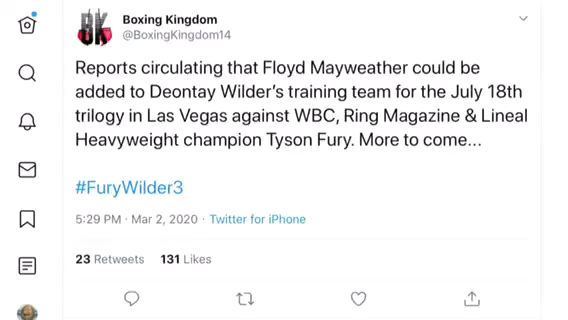 Boxing Kingdom
@BoxingKingdom14
Reports circulating that Floyd Mayweather could be
added to Deontay Wilder’s training team for the July 18th
trilogy in Las Vegas against WBC, Ring Magazine & Lineal
Heavyweight champion Tyson Fury. More to come...
#FuryWilder3
5:29 PM · Mar 2, 2020 · Twitter for iPhone
23 Retweets 131 Likes